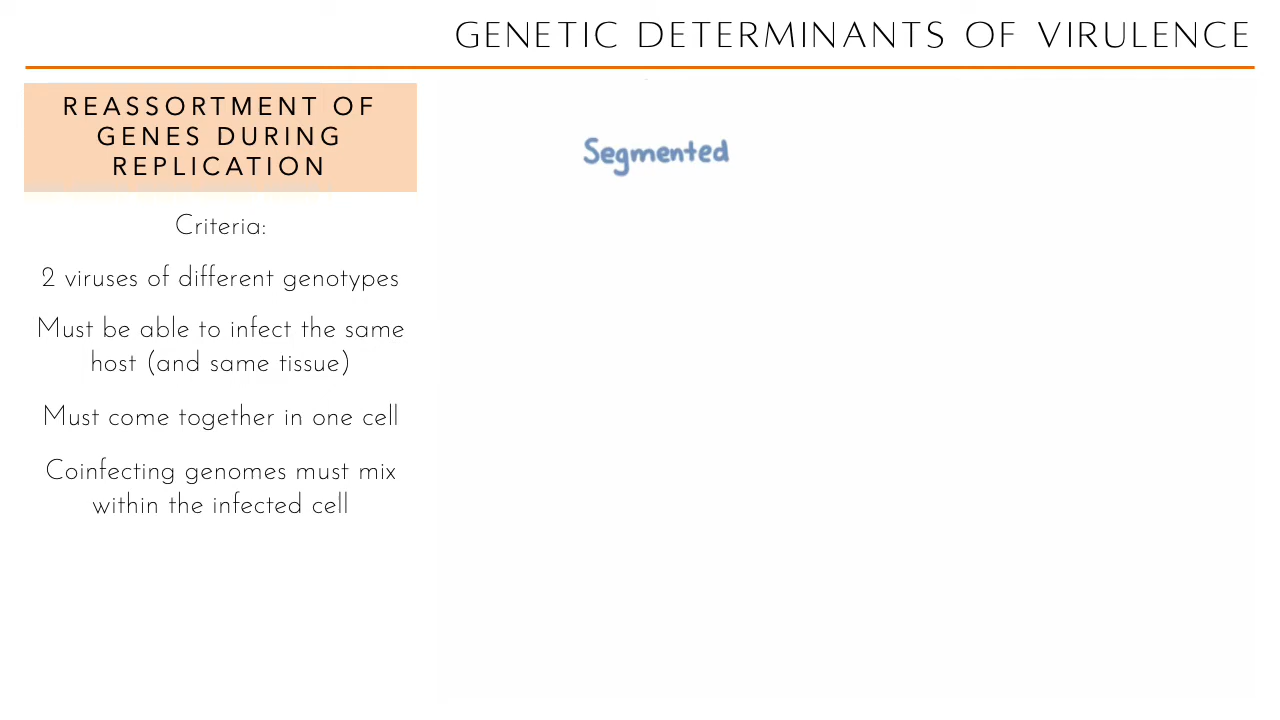 GENETIC DETERMINANTS OF VIRULENCE
REASSORTMENT OF
GENES DURING
REPLICATION
Criteria:
2 viruses of different genotypes
Must be able to infect the same
host (and same tissue)
Must come together in one cell
Coinfecting genomes must mix
within the infected cell
Segmented